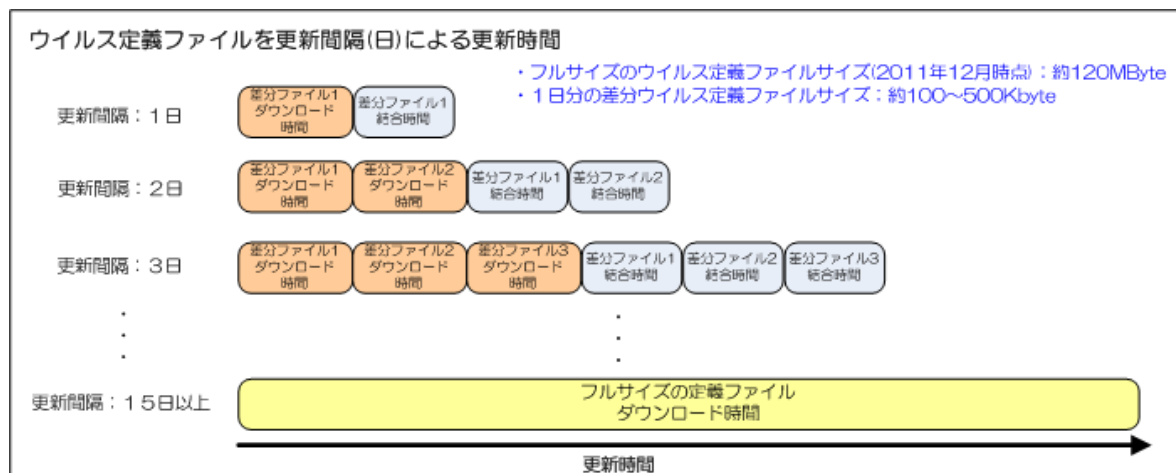 ウイルス定義ファイルを更新間隔(日)による更新時間
・フルサイズのウイルス定義ファイルサイズ(2011年12月時点)：約120MByte
・１日分の差分ウイルス定義ファイルサイズ：約100～500Kbyte
更新間隔：１日
差分ファイル1
ダウンロード
時間
差分ファイル1
結合時間
更新間隔：２日
差分ファイル1
ダウンロード
時間
差分ファイル2
ダウンロード
時間
差分ファイル1
結合時間
差分ファイル2
結合時間
更新間隔：３日
差分ファイル1
ダウンロード
時間
差分ファイル2
ダウンロード
時間
差分ファイル3
ダウンロード
時間
差分ファイル1
結合時間
差分ファイル2
結合時間
差分ファイル3
結合時間
・
・
・
・
・
・
更新間隔：１５日以上
フルサイズの定義ファイル
ダウンロード時間
更新時間